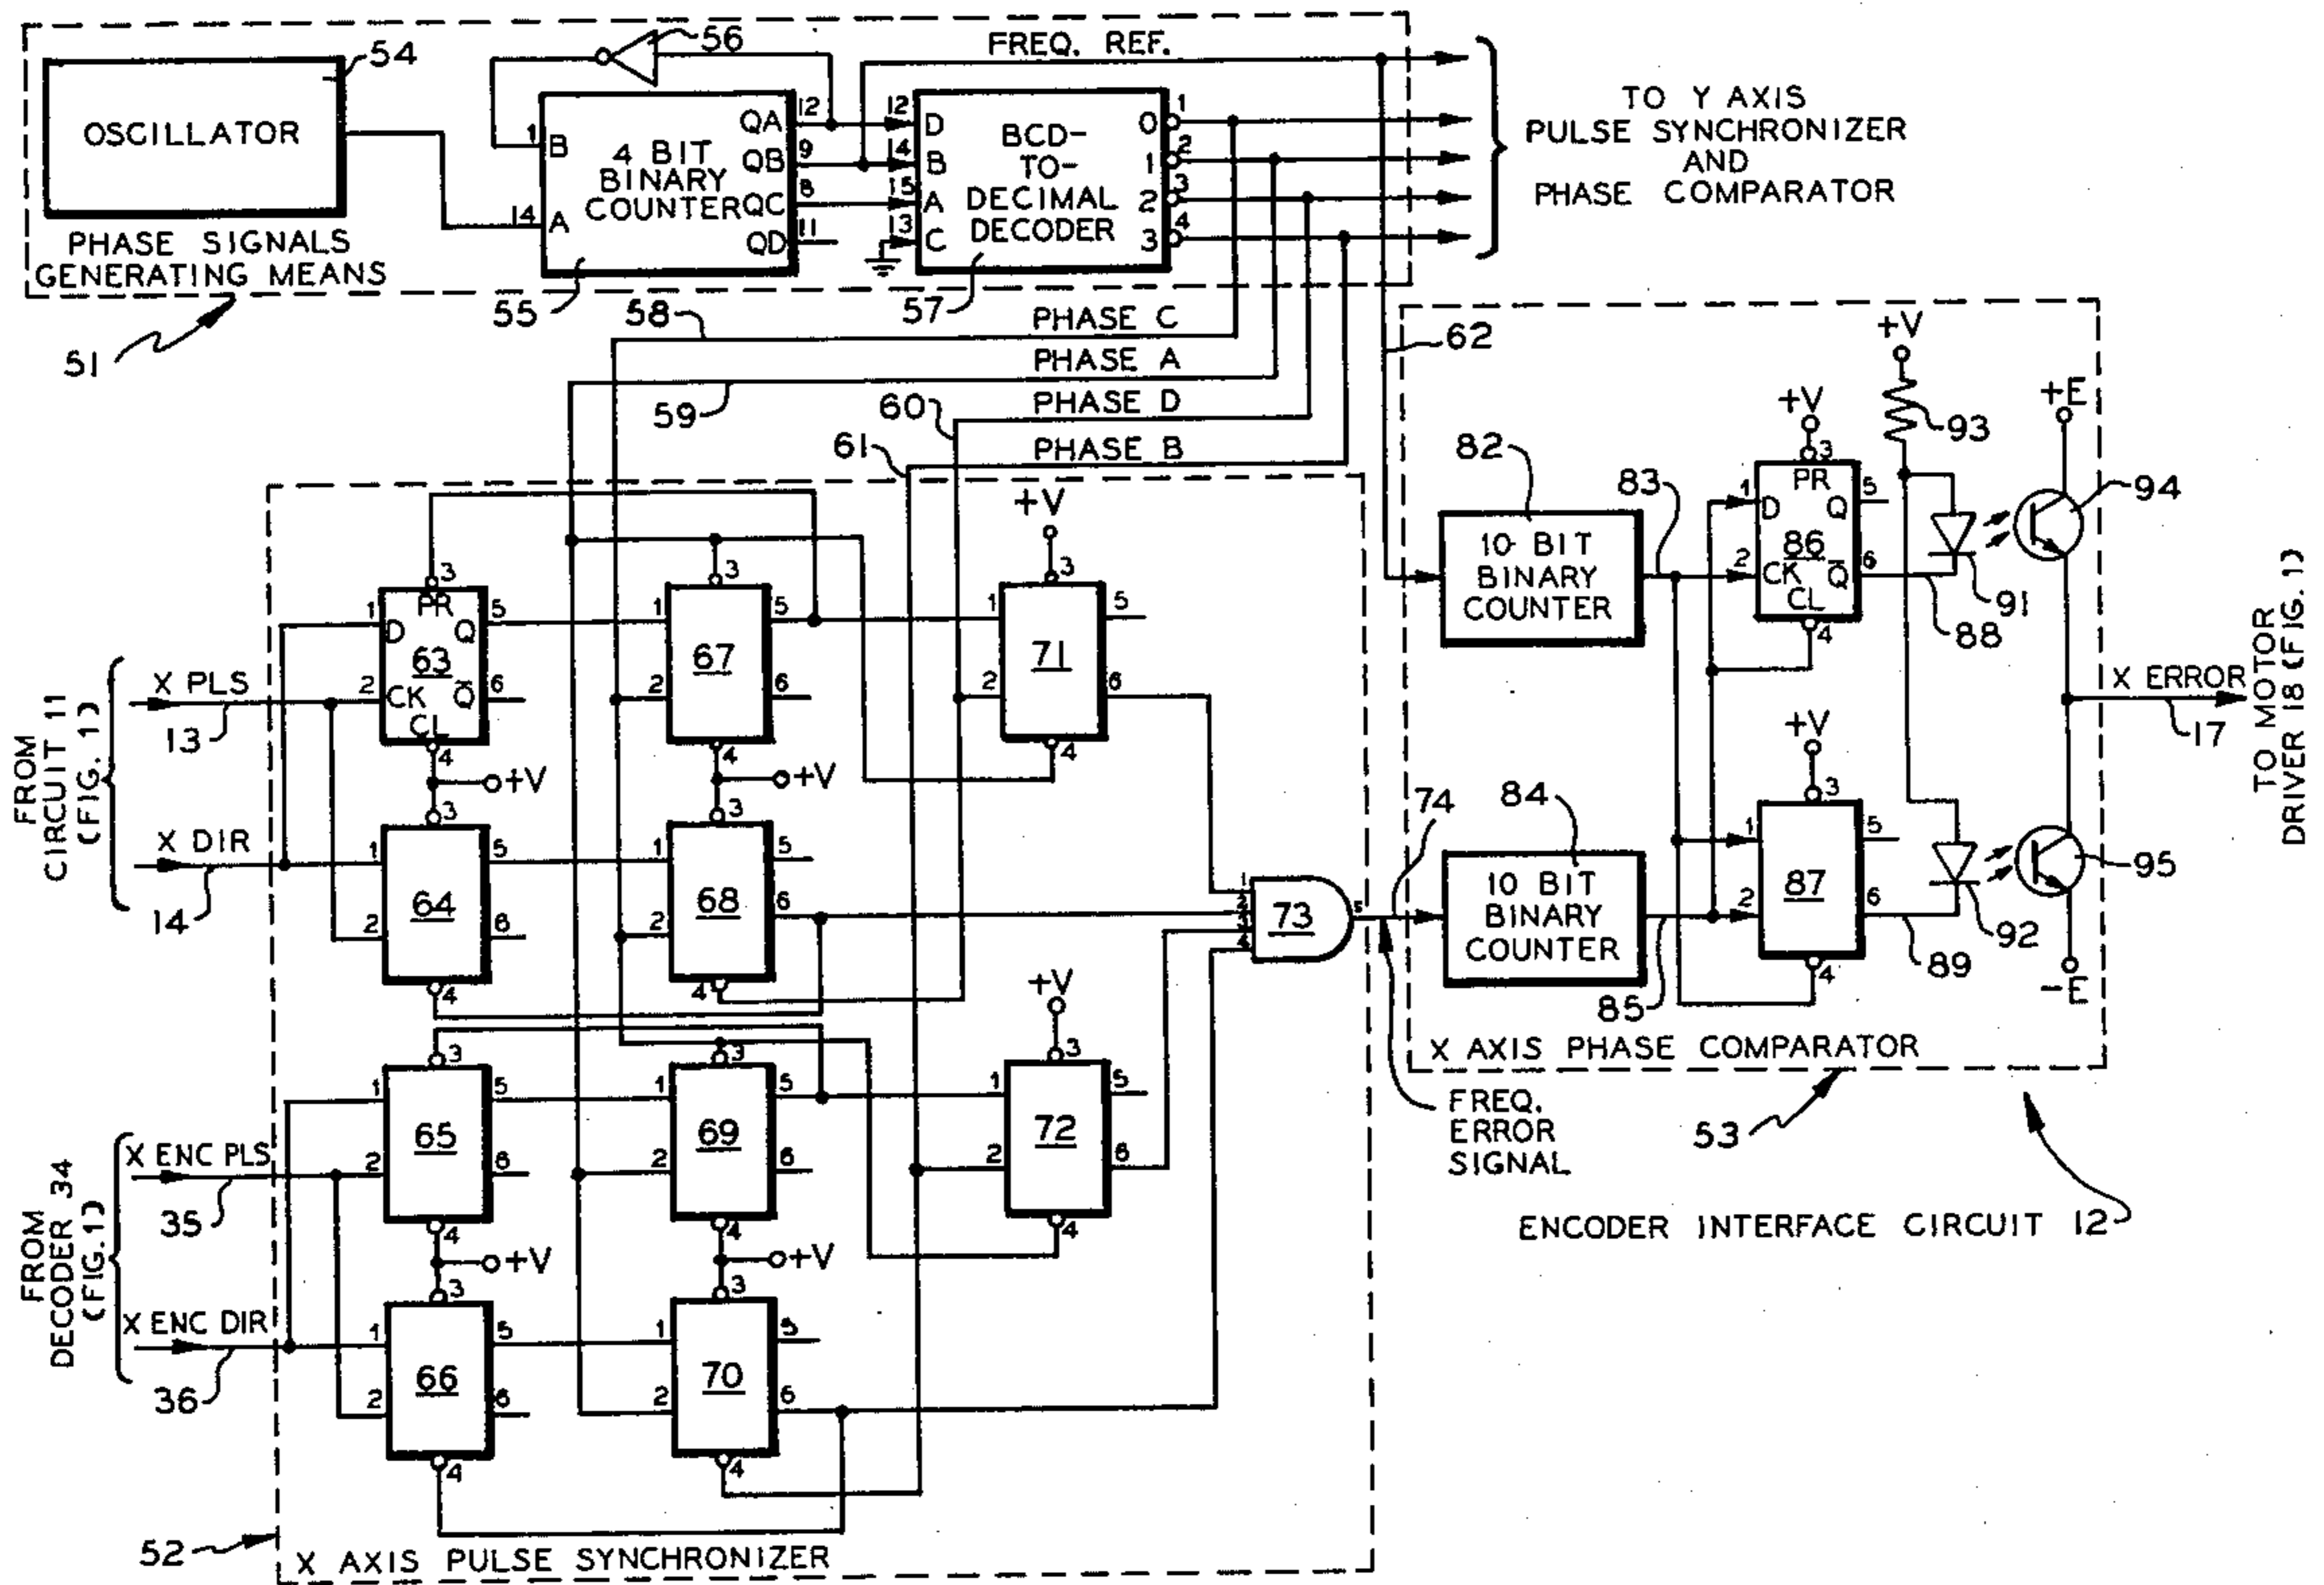 54
OSCILLATOR
PHASE SIGNALS
GENERATING MEANS
51
56
1 B
14 A
4 BIT
BINARY
COUNTER
QA 12
QB 9
QC 8
QD 11
55
FREQ. REF.
12 D
14 B
15 A
13 C
BCD-
TO-
DECIMAL
DECODER
0 1
1 2
2 3
3 4
57
TO Y AXIS
PULSE SYNCHRONIZER
AND
PHASE COMPARATOR
58
PHASE C
PHASE A
59
60
PHASE D
61
PHASE B
62
FROM
CIRCUIT 11
(FIG. 1)
X PLS
13
X DIR
14
3
PR
1 D
Q 5
63
2 CK
Q̅ 6
CL
4
+V
3
1
5
64
2
6
4
3
1
5
67
2
6
4
+V
3
1
5
68
2
6
4
+V
3
1
5
71
2
6
4
FROM
DECODER 34
(FIG.1)
X ENC PLS
35
X ENC DIR
36
3
1
5
65
2
6
4
+V
3
1
5
66
2
6
4
3
1
5
69
2
6
4
+V
3
1
5
70
2
6
4
+V
3
1
5
72
2
6
4
1
2
3
4
73
5
74
52
X AXIS PULSE SYNCHRONIZER
FREQ.
ERROR
SIGNAL
82
10 BIT
BINARY
COUNTER
83
84
10 BIT
BINARY
COUNTER
85
+V
3
PR
1 D
Q 5
86
2 CK
Q̅ 6
CL
4
88
+V
3
1
5
87
2
6
4
89
+V
93
91
92
+E
94
95
-E
X ERROR
17
TO MOTOR
DRIVER 18 (FIG. 1)
X AXIS PHASE COMPARATOR
53
ENCODER INTERFACE CIRCUIT 12